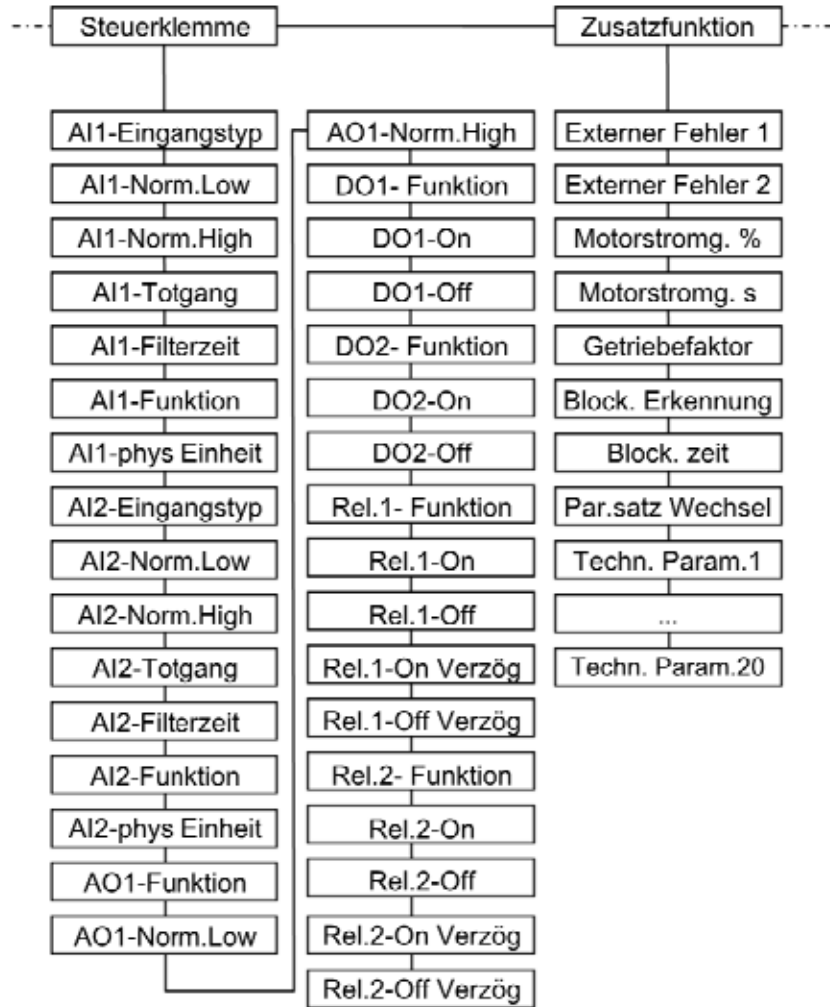 Steuerklemme
Zusatzfunktion
AI1-Eingangstyp
AI1-Norm.Low
AI1-Norm.High
AI1-Totgang
AI1-Filterzeit
AI1-Funktion
AI1-phys Einheit
AI2-Eingangstyp
AI2-Norm.Low
AI2-Norm.High
AI2-Totgang
AI2-Filterzeit
AI2-Funktion
AI2-phys Einheit
AO1-Funktion
AO1-Norm.Low
AO1-Norm.High
DO1- Funktion
DO1-On
DO1-Off
DO2- Funktion
DO2-On
DO2-Off
Rel.1- Funktion
Rel.1-On
Rel.1-Off
Rel.1-On Verzög
Rel.1-Off Verzög
Rel.2- Funktion
Rel.2-On
Rel.2-Off
Rel.2-On Verzög
Rel.2-Off Verzög
Externer Fehler 1
Externer Fehler 2
Motorstromg. %
Motorstromg. s
Getriebefaktor
Block. Erkennung
Block. zeit
Par.satz Wechsel
Techn. Param.1
...
Techn. Param.20